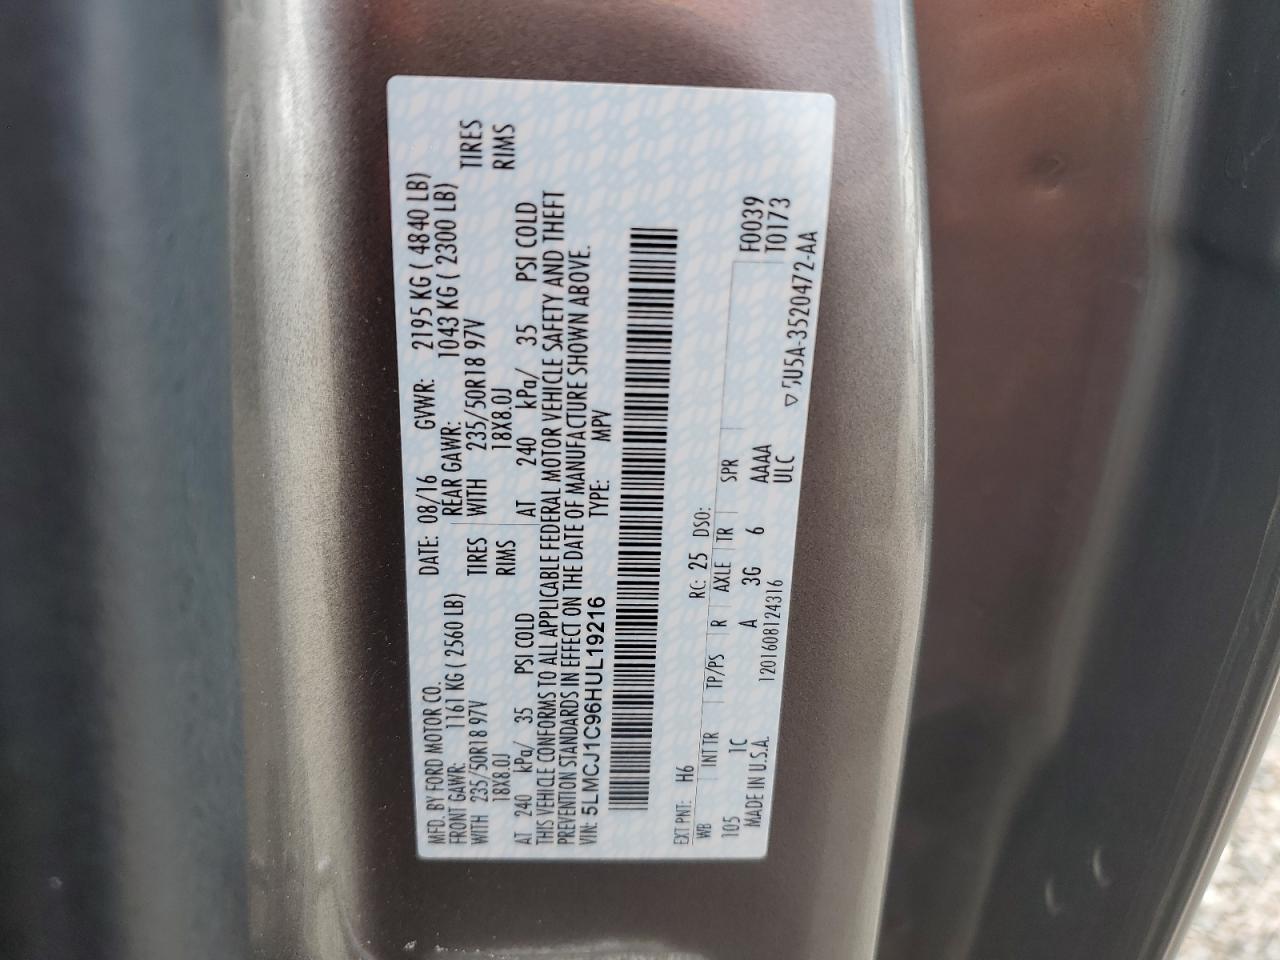 MFD. BY FORD MOTOR CO. DATE: 08/16 GVWR: 2195 KG ( 4840 LB)
FRONT GAWR: 1161 KG ( 2560 LB) REAR GAWR: 1043 KG ( 2300 LB)
WITH 235/50R18 97V TIRES WITH 235/50R18 97V TIRES
18X8.0J RIMS 18X8.0J RIMS
AT 240 kPa/ 35 PSI COLD AT 240 kPa/ 35 PSI COLD
THIS VEHICLE CONFORMS TO ALL APPLICABLE FEDERAL MOTOR VEHICLE SAFETY AND THEFT
PREVENTION STANDARDS IN EFFECT ON THE DATE OF MANUFACTURE SHOWN ABOVE.
VIN: 5LMCJ1C96HUL19216 TYPE: MPV
EXT PNT: H6 RC: 25 DSO: F0039
WB INT TR TP/PS R AXLE TR SPR T0173
105 1C A 3G 6 AAAA
MADE IN U.S.A. 1201608124316 ULC 5U5A-3520472-AA